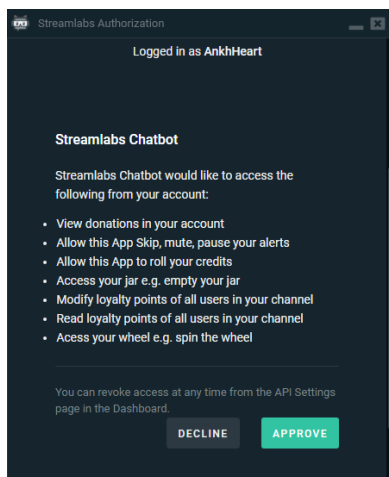 Streamlabs Authorization
Logged in as AnkhHeart
Streamlabs Chatbot
Streamlabs Chatbot would like to access the
following from your account:
• View donations in your account
• Allow this App Skip, mute, pause your alerts
• Allow this App to roll your credits
• Access your jar e.g. empty your jar
• Modify loyalty points of all users in your channel
• Read loyalty points of all users in your channel
• Acess your wheel e.g. spin the wheel
You can revoke access at any time from the API Settings
page in the Dashboard.
DECLINE APPROVE